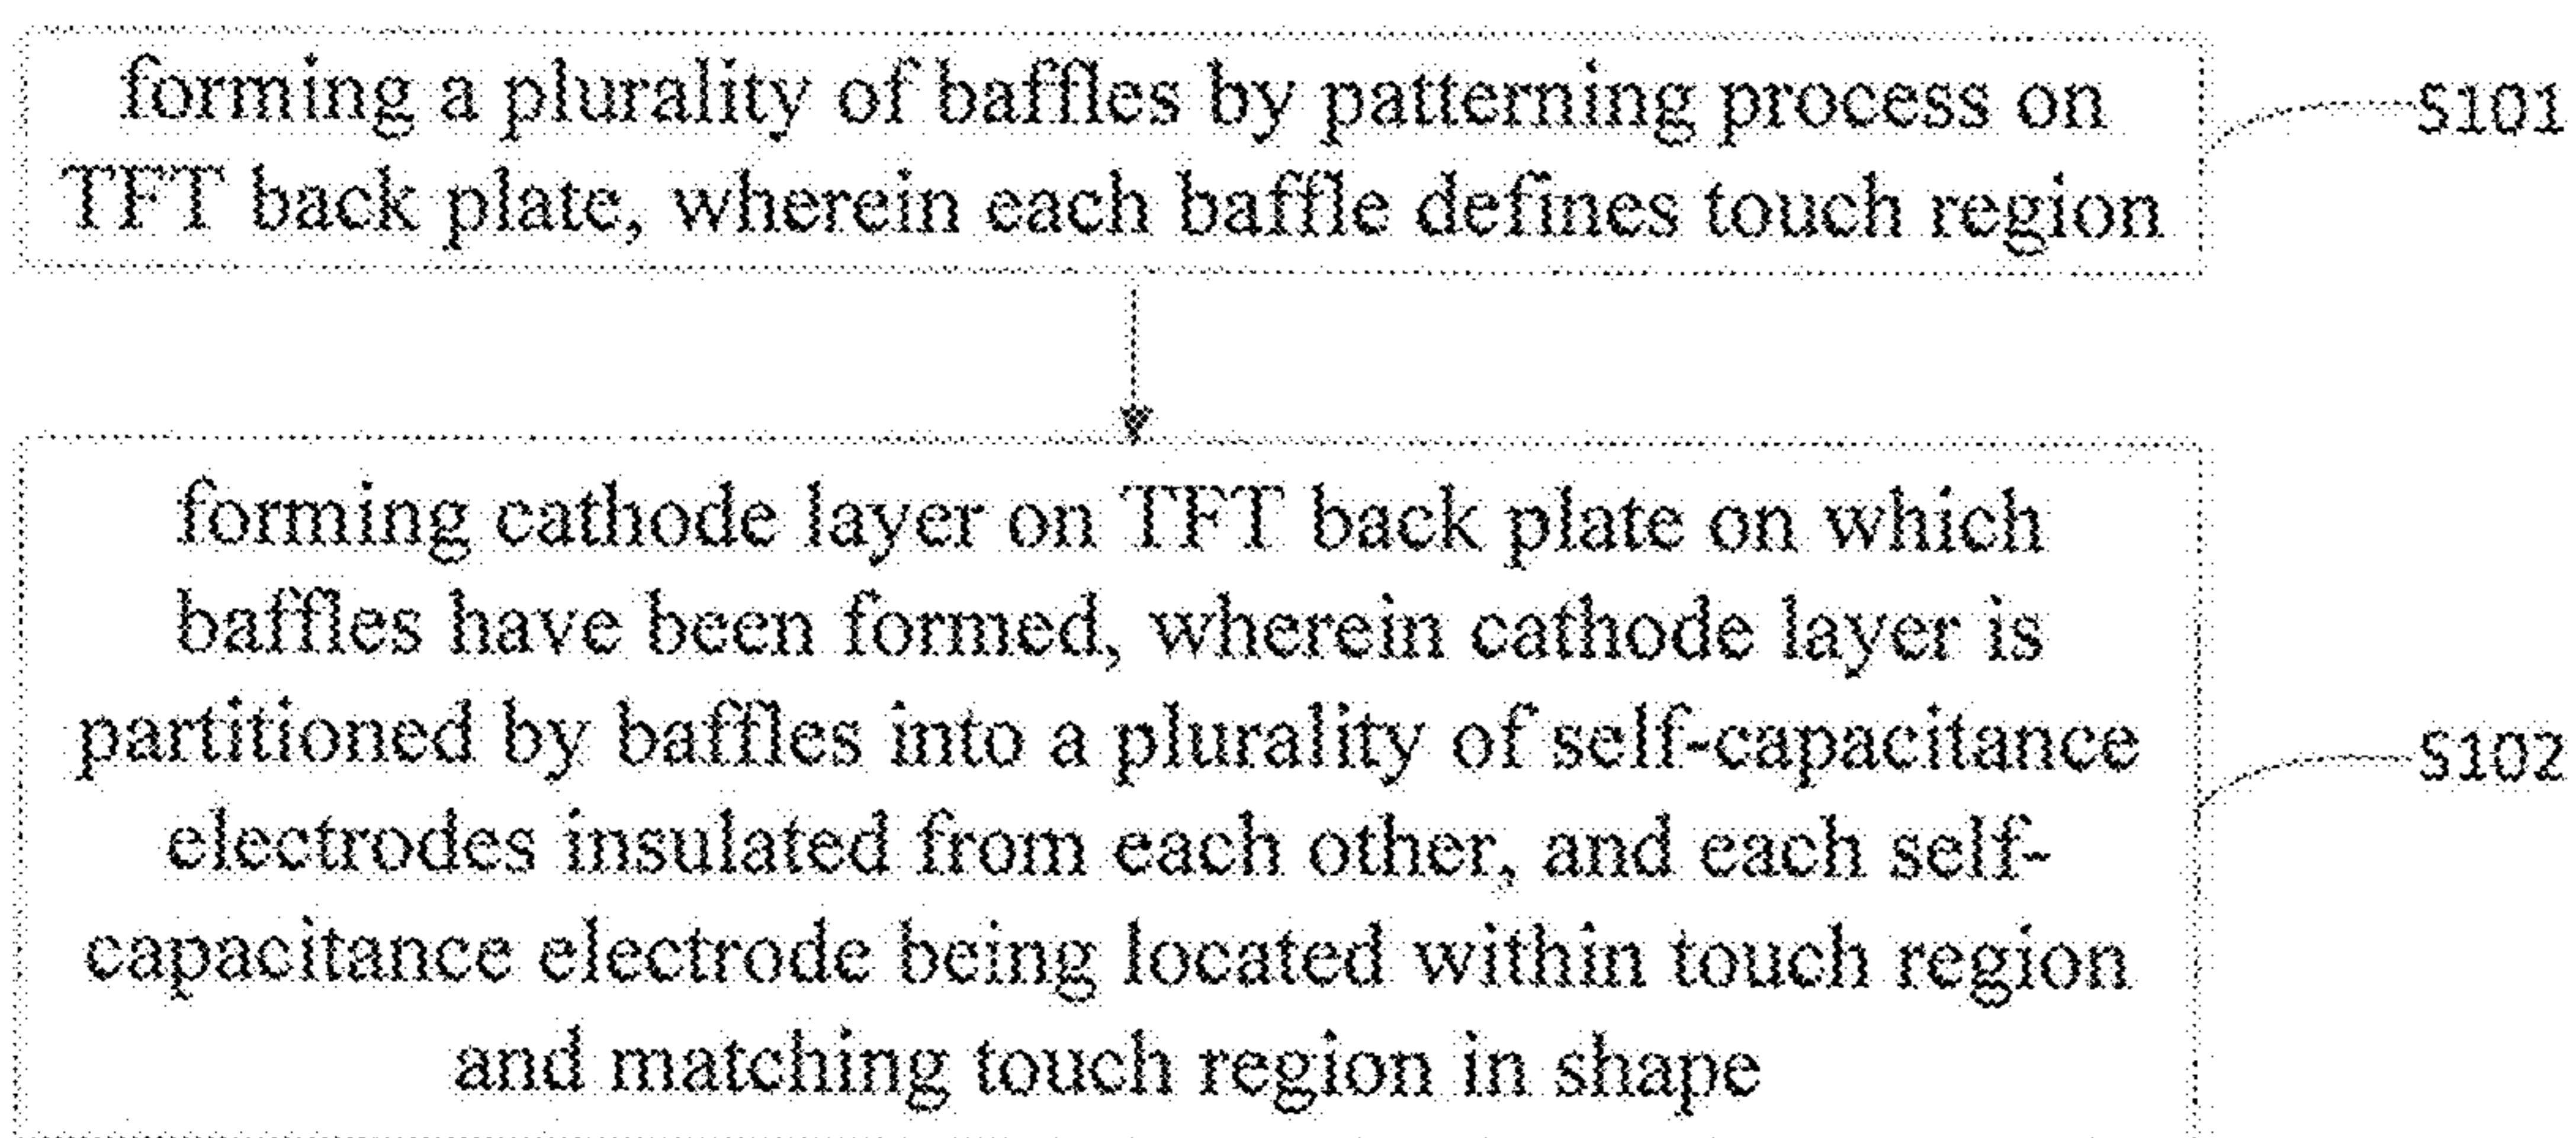 forming a plurality of baffles by patterning process on
TFT back plate, wherein each baffle defines touch region
S101
forming cathode layer on TFT back plate on which
baffles have been formed, wherein cathode layer is
partitioned by baffles into a plurality of self-capacitance
electrodes insulated from each other, and each self-
capacitance electrode being located within touch region
and matching touch region in shape
S102